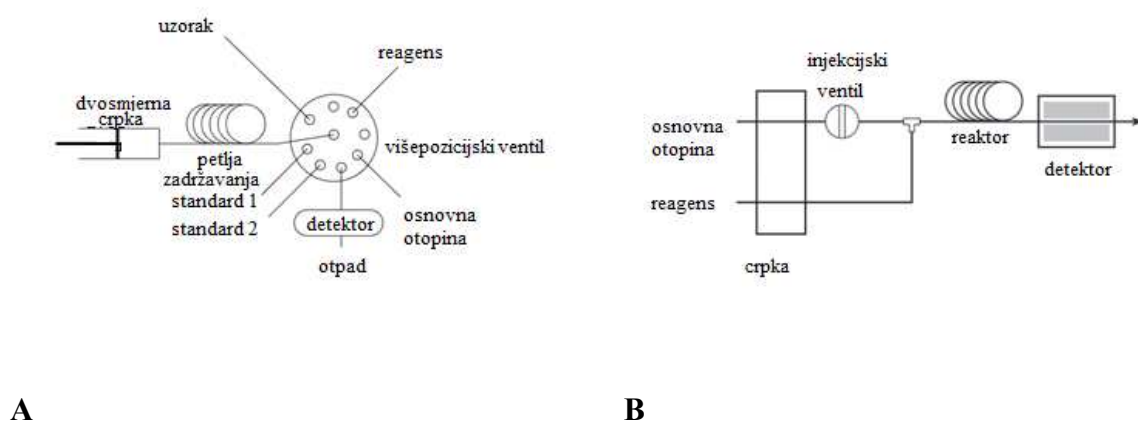 uzorak
reagens
dvosmjerna
crpka
petlja
zadržavanja
višepozicijski ventil
standard 1
standard 2
detektor
osnovna
otopina
otpad
injekcijski
ventil
osnovna
otopina
reaktor
detektor
reagens
crpka
A
B